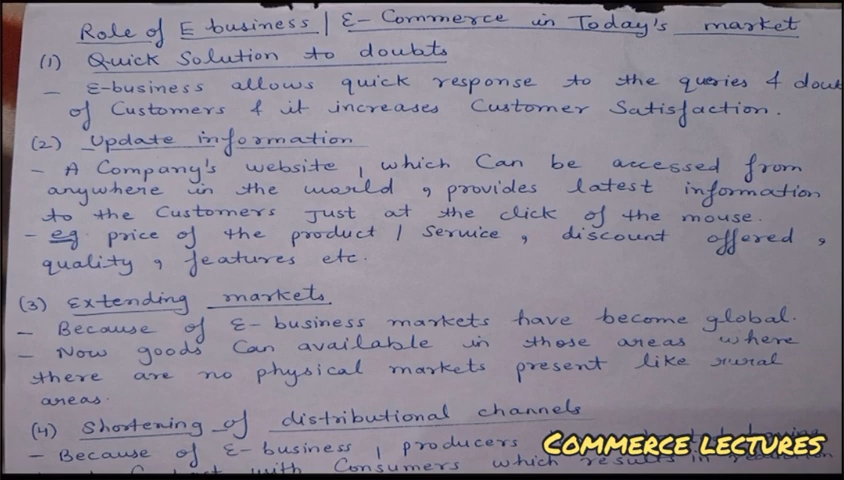 Role of E business | E-Commerce in Today's market
(1) Quick Solution to doubts
- E-business allows quick response to the queries & doubt
of Customers & it increases Customer Satisfaction.
(2) Update information
- A Company's website, which Can be accessed from
anywhere in the world, provides latest information
to the Customers Just at the click of the mouse.
- eg price of the product / Service, discount offered,
quality, features etc.
(3) Extending markets
- Because of E-business markets have become global.
- Now goods Can available in those areas where
there are no physical markets present like rural
areas.
(4) Shortening of distributional channels
- Because of E-business, producers
Contact with Consumers which results in reduction
COMMERCE LECTURES